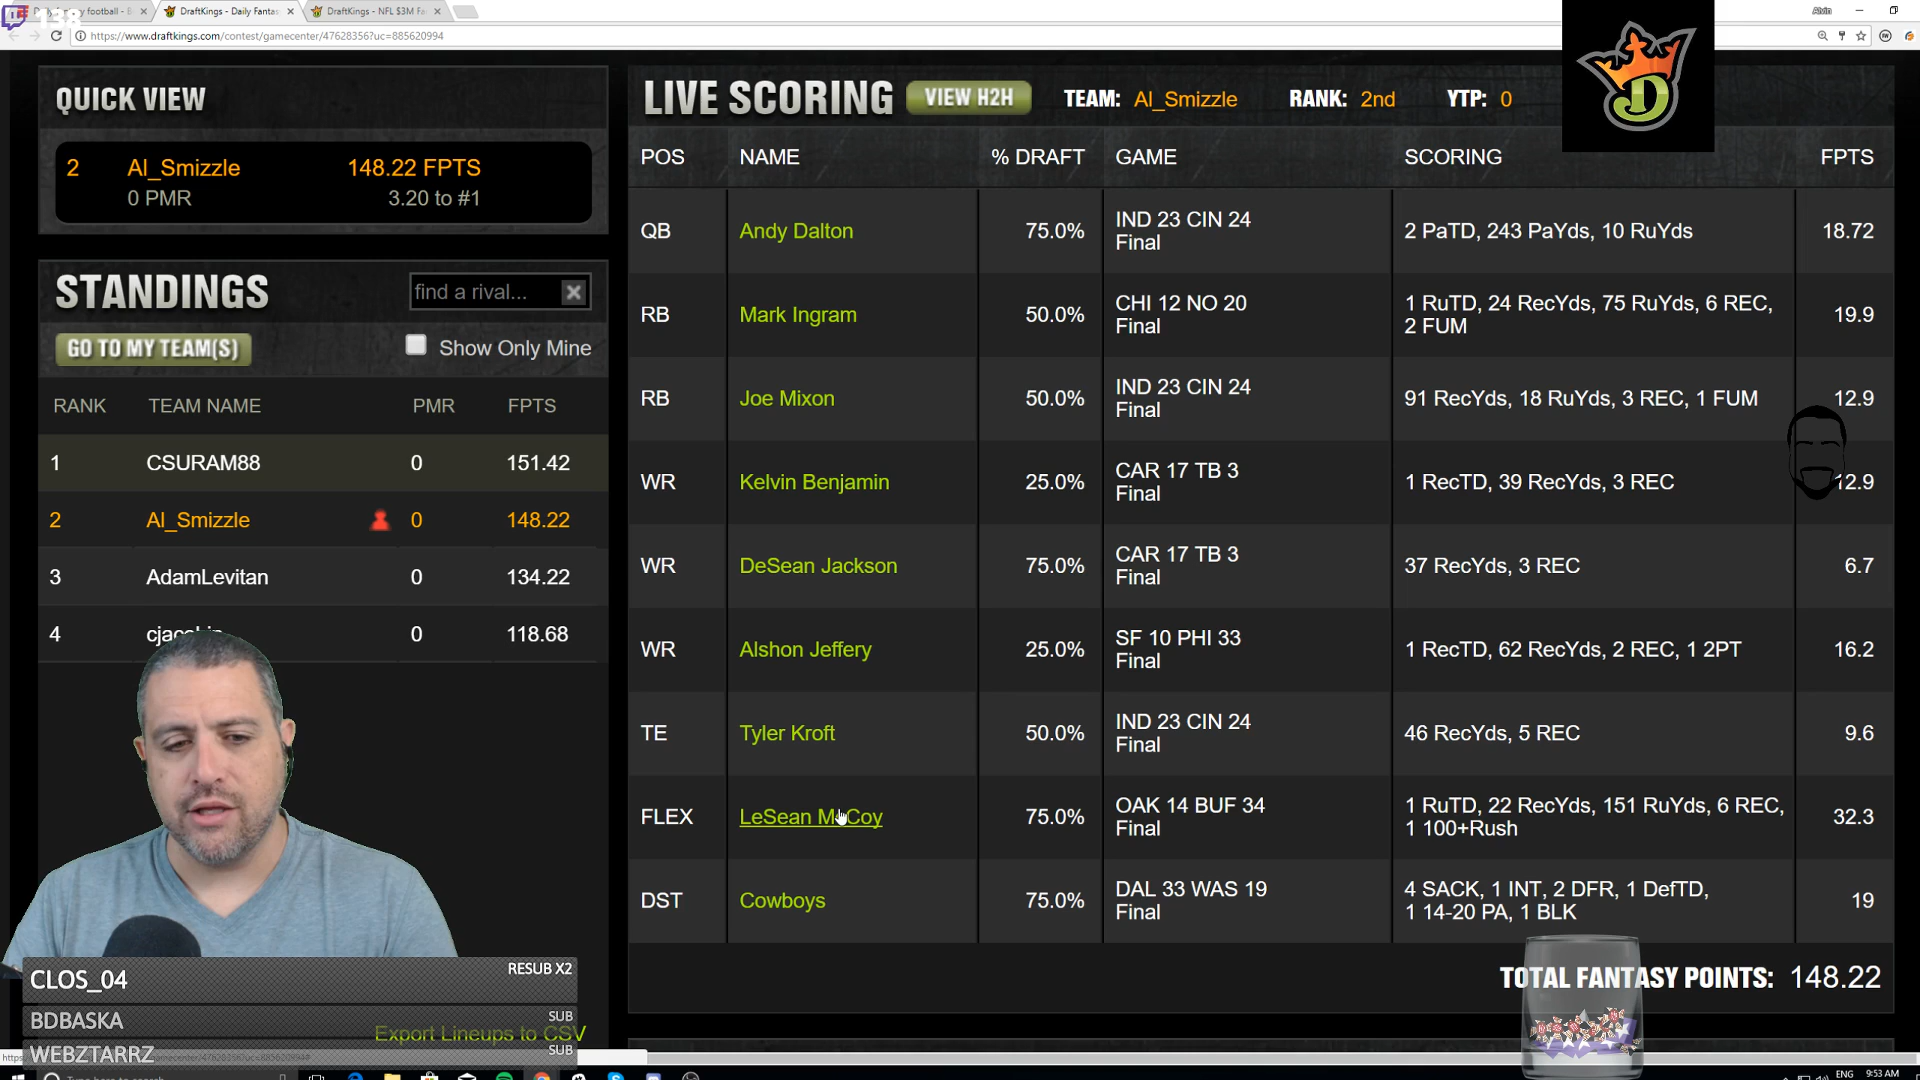 Daily fantasy football -
DraftKings - Daily Fantas
DraftKings - NFL $3M Fa
Alvin
138
https://www.draftkings.com/contest/gamecenter/47628356?uc=885620994
QUICK VIEW
2 Al_Smizzle 148.22 FPTS
0 PMR 3.20 to #1
STANDINGS
find a rival...
GO TO MY TEAM(S)
Show Only Mine
RANK TEAM NAME PMR FPTS
1 CSURAM88 0 151.42
2 Al_Smizzle 0 148.22
3 AdamLevitan 0 134.22
4 0 118.68
LIVE SCORING VIEW H2H TEAM: Al_Smizzle RANK: 2nd YTP: 0
POS NAME % DRAFT GAME SCORING FPTS
QB Andy Dalton 75.0% IND 23 CIN 24 Final 2 PaTD, 243 PaYds, 10 RuYds 18.72
RB Mark Ingram 50.0% CHI 12 NO 20 Final 1 RuTD, 24 RecYds, 75 RuYds, 6 REC, 2 FUM 19.9
RB Joe Mixon 50.0% IND 23 CIN 24 Final 91 RecYds, 18 RuYds, 3 REC, 1 FUM 12.9
WR Kelvin Benjamin 25.0% CAR 17 TB 3 Final 1 RecTD, 39 RecYds, 3 REC 12.9
WR DeSean Jackson 75.0% CAR 17 TB 3 Final 37 RecYds, 3 REC 6.7
WR Alshon Jeffery 25.0% SF 10 PHI 33 Final 1 RecTD, 62 RecYds, 2 REC, 1 2PT 16.2
TE Tyler Kroft 50.0% IND 23 CIN 24 Final 46 RecYds, 5 REC 9.6
FLEX LeSean McCoy 75.0% OAK 14 BUF 34 Final 1 RuTD, 22 RecYds, 151 RuYds, 6 REC, 1 100+Rush 32.3
DST Cowboys 75.0% DAL 33 WAS 19 Final 4 SACK, 1 INT, 2 DFR, 1 DefTD, 1 14-20 PA, 1 BLK 19
TOTAL FANTASY POINTS: 148.22
CLOS_04 RESUB X2
BDBASKA SUB
Export Lineups to CSV
WEBZTARRZ SUB
ENG 9:53 AM